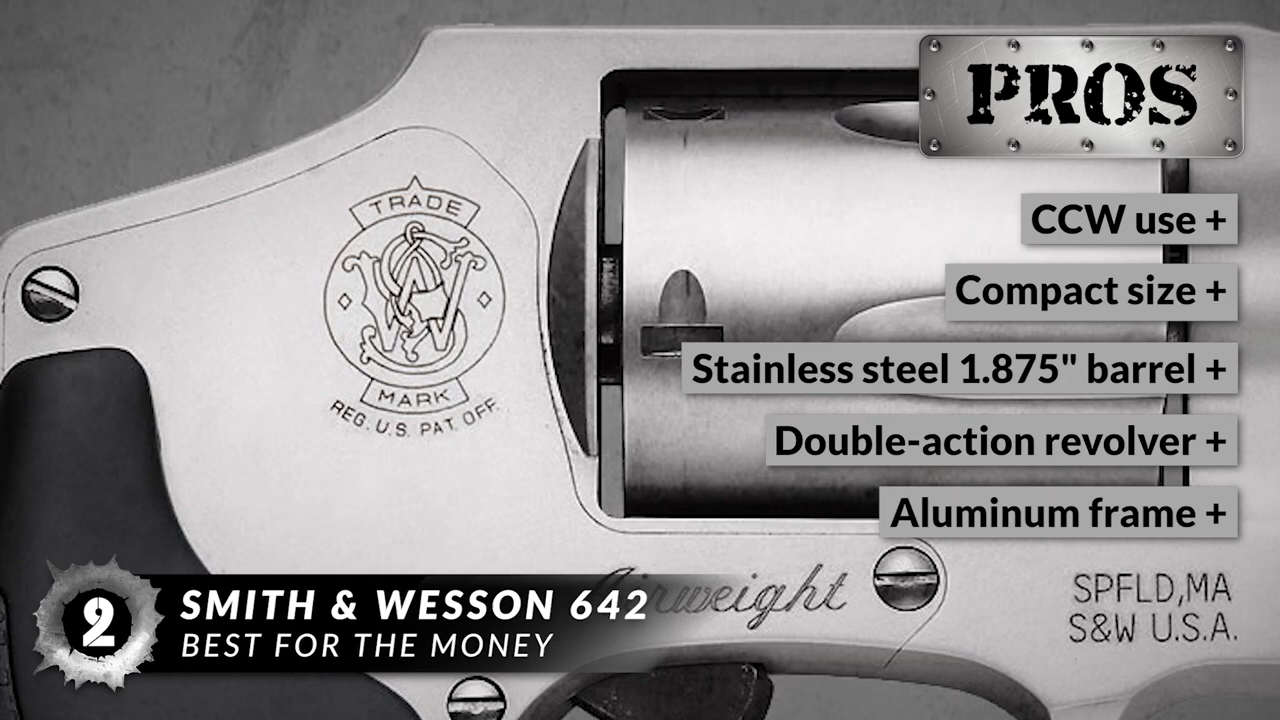 PROS
CCW use +
Compact size +
Stainless steel 1.875" barrel +
Double-action revolver +
Aluminum frame +
TRADE
MARK
REG. U.S. PAT. OFF.
Airweight
SPFLD,MA
S&W U.S.A.
2
SMITH & WESSON 642
BEST FOR THE MONEY